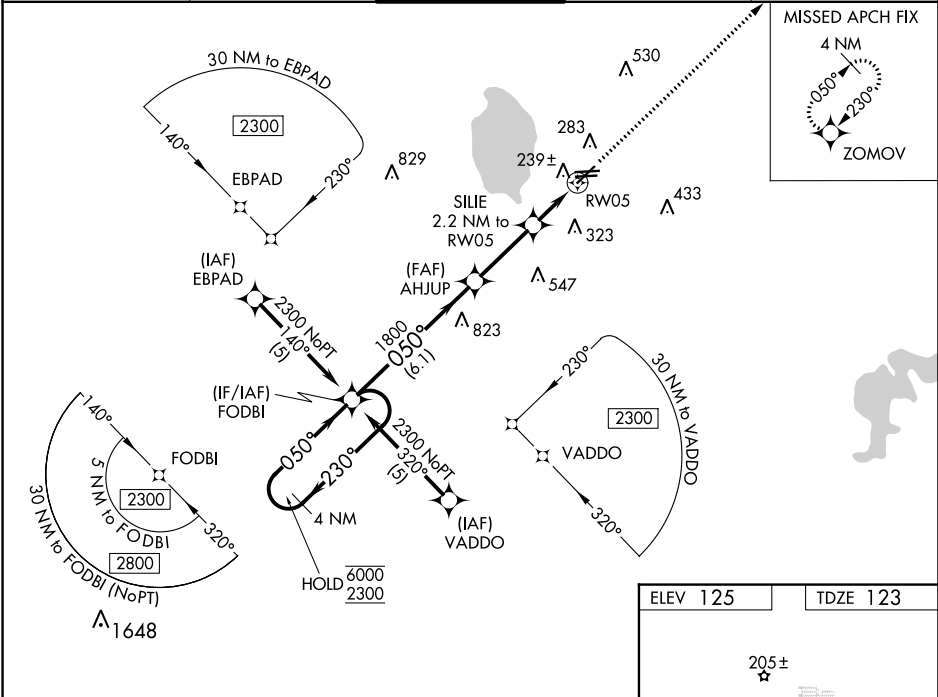 MISSED APCH FIX
4 NM
050°
230°
ZOMOV
30 NM to EBPAD
2300
140°
230°
EBPAD
530
283
239±
829
RW05
433
SILIE
2.2 NM to
RW05
323
(FAF)
AHJUP
547
823
(IAF)
EBPAD
2300 NoPT
140°
(5)
1800
050°
(6.1)
(IF/IAF)
FODBI
050°
230°
2300 NoPT
320°
(5)
4 NM
(IAF)
VADDO
HOLD
6000
2300
230°
30 NM to VADDO
2300
VADDO
320°
140°
FODBI
5 NM to FODBI
2300
320°
30 NM to FODBI (NoPT)
2800
1648
ELEV 125
TDZE 123
205±